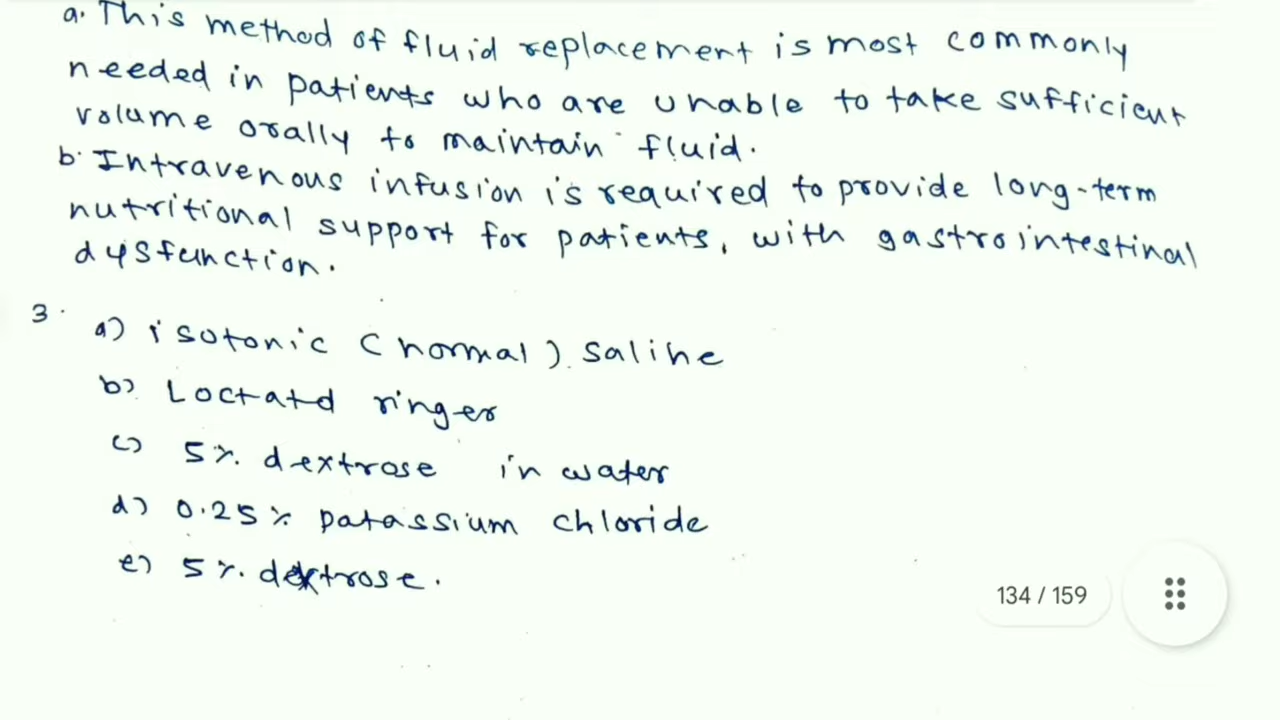 a. This method of fluid replacement is most commonly
needed in patients who are unable to take sufficient
volume orally to maintain fluid.
b. Intravenous infusion is required to provide long-term
nutritional support for patients, with gastrointestinal
dysfunction.
3.
a) isotonic (normal). saline
b) Loctatd ringer
c) 5%. dextrose in water
d) 0.25% patassium chloride
e) 5%. dextrose.
134 / 159